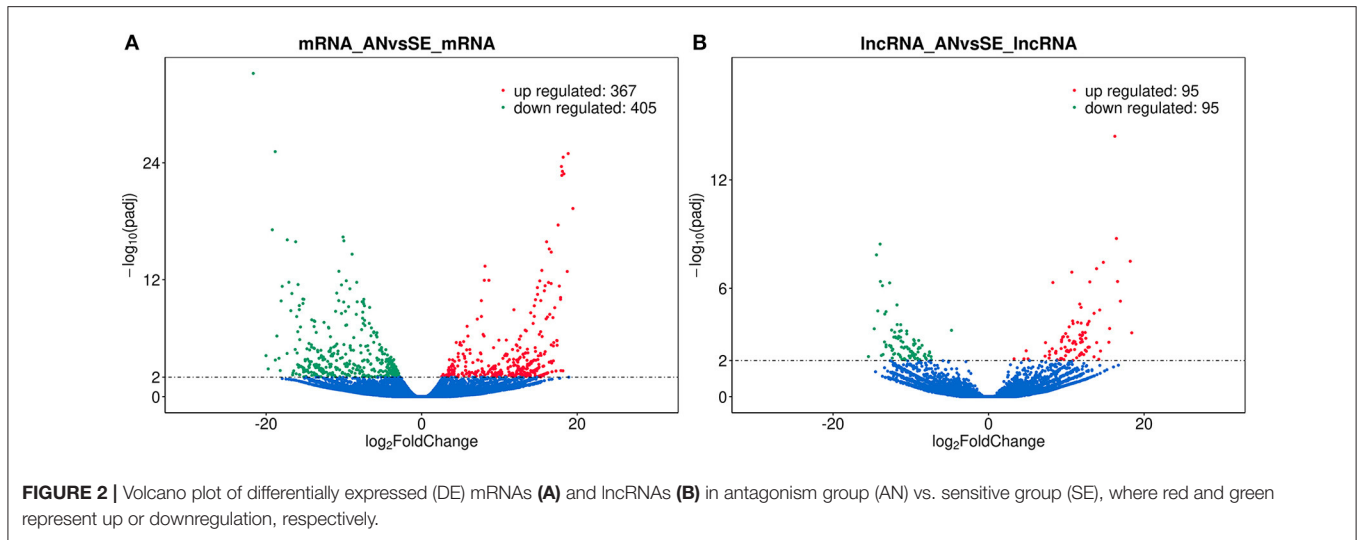 A
mRNA_ANvsSE_mRNA
up regulated: 367
down regulated: 405
24
12
2
0
−log10(padj)
-20
0
20
log2FoldChange
B
lncRNA_ANvsSE_lncRNA
up regulated: 95
down regulated: 95
12
6
2
0
−log10(padj)
-20
0
20
log2FoldChange
FIGURE 2 | Volcano plot of differentially expressed (DE) mRNAs (A) and lncRNAs (B) in antagonism group (AN) vs. sensitive group (SE), where red and green
represent up or downregulation, respectively.